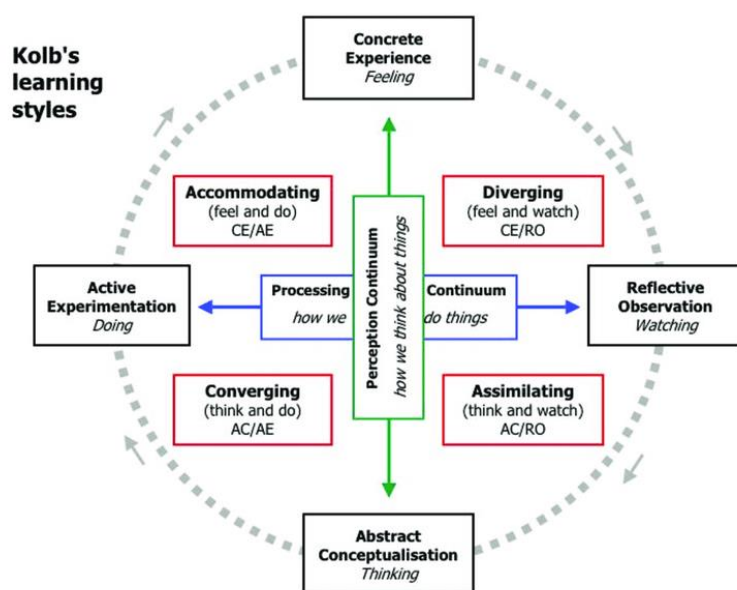 Kolb's
learning
styles
Concrete
Experience
Feeling
Accommodating
(feel and do)
CE/AE
Diverging
(feel and watch)
CE/RO
Active
Experimentation
Doing
Processing Continuum
how we do things
Perception Continuum
how we think about things
Reflective
Observation
Watching
Converging
(think and do)
AC/AE
Assimilating
(think and watch)
AC/RO
Abstract
Conceptualisation
Thinking